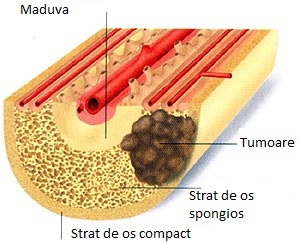 Maduva
Tumoare
Strat de os
spongios
Strat de os compact